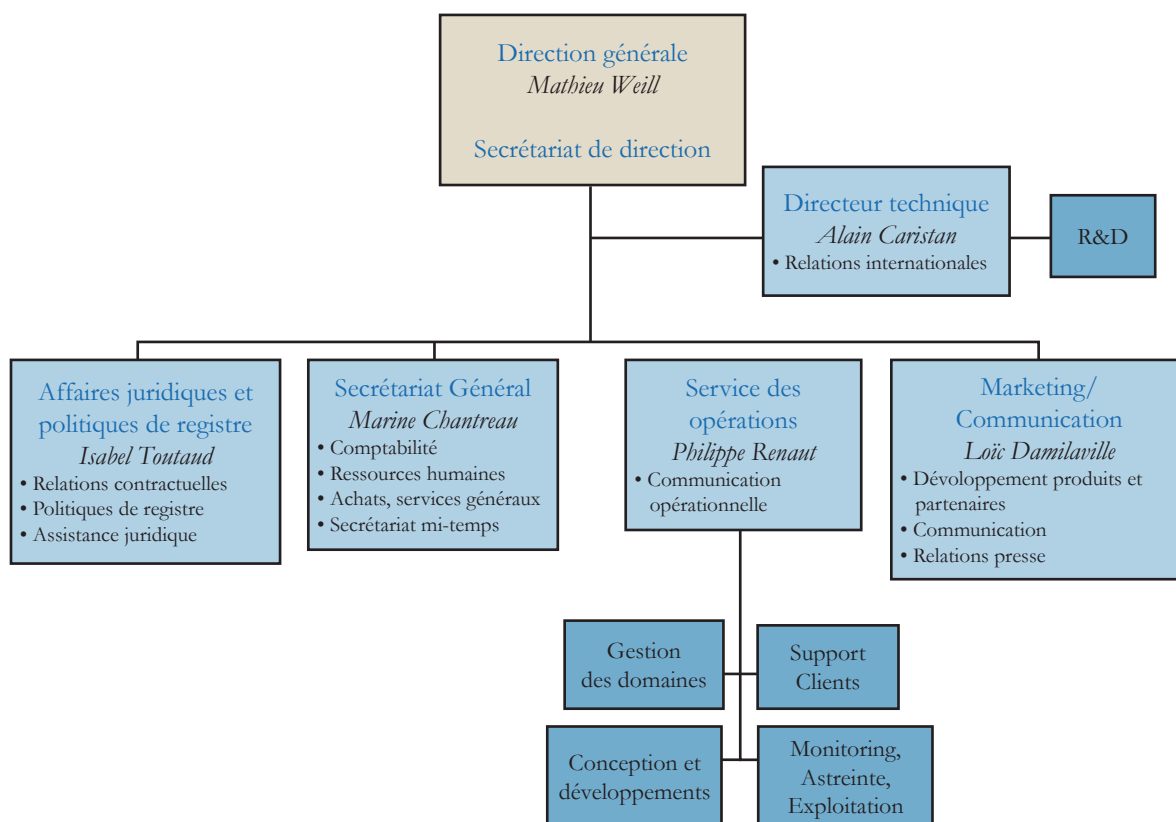 Direction générale
Mathieu Weill
Secrétariat de direction
Directeur technique
Alain Caristan
• Relations internationales
R&D
Affaires juridiques et
politiques de registre
Isabel Toutaud
• Relations contractuelles
• Politiques de registre
• Assistance juridique
Secrétariat Général
Marine Chantreau
• Comptabilité
• Ressources humaines
• Achats, services généraux
• Secrétariat mi-temps
Service des
opérations
Philippe Renaut
• Communication
opérationnelle
Marketing/
Communication
Loïc Damilaville
• Dévoloppement produits et
partenaires
• Communication
• Relations presse
Gestion
des domaines
Support
Clients
Conception et
développements
Monitoring,
Astreinte,
Exploitation